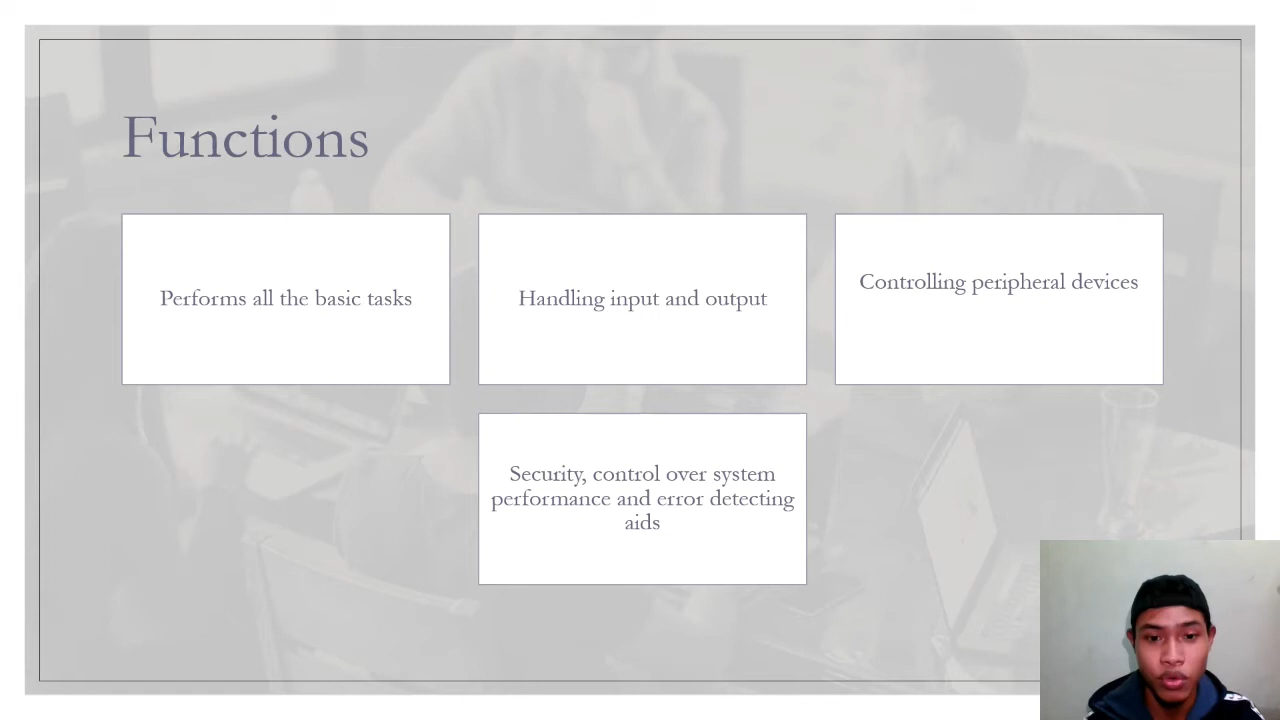 Functions
Performs all the basic tasks
Handling input and output
Controlling peripheral devices
Security, control over system
performance and error detecting
aids